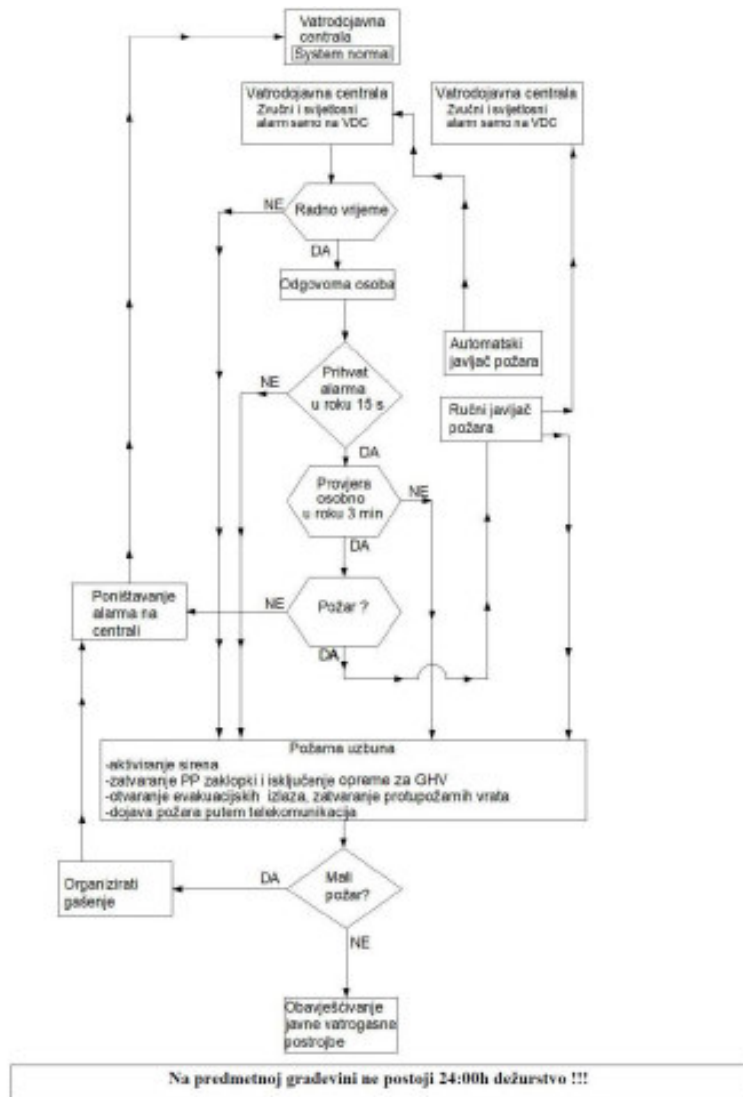 Vatrodojavna
centrala
System normal
Vatrodojavna centrala
Zvučni i svijetlosni
alarm samo na VDC
Vatrodojavna centrala
Zvučni i svijetlosni
alarm samo na VDC
NE
Radno vrijeme
DA
Odgovorna osoba
Automatski
javljač požara
NE
Prihvat
alarma
u roku 15 s
Ručni javljač
požara
DA
Provjera
osobno
u roku 3 min
NE
DA
Poništavanje
alarma na
centrali
NE
Požar ?
DA
Požarna uzbuna
-aktiviranje sirena
-zatvaranje PP zaklopki i isključenje opreme za GHV
-otvaranje evakuacijskih izlaza, zatvaranje protupožarnih vrata
-dojava požara putem telekomunikacija
Organizirati
gašenje
DA
Mali
požar?
NE
Obavješćivanje
javne vatrogasne
postrojbe
Na predmetnoj građevini ne postoji 24:00h dežurstvo !!!